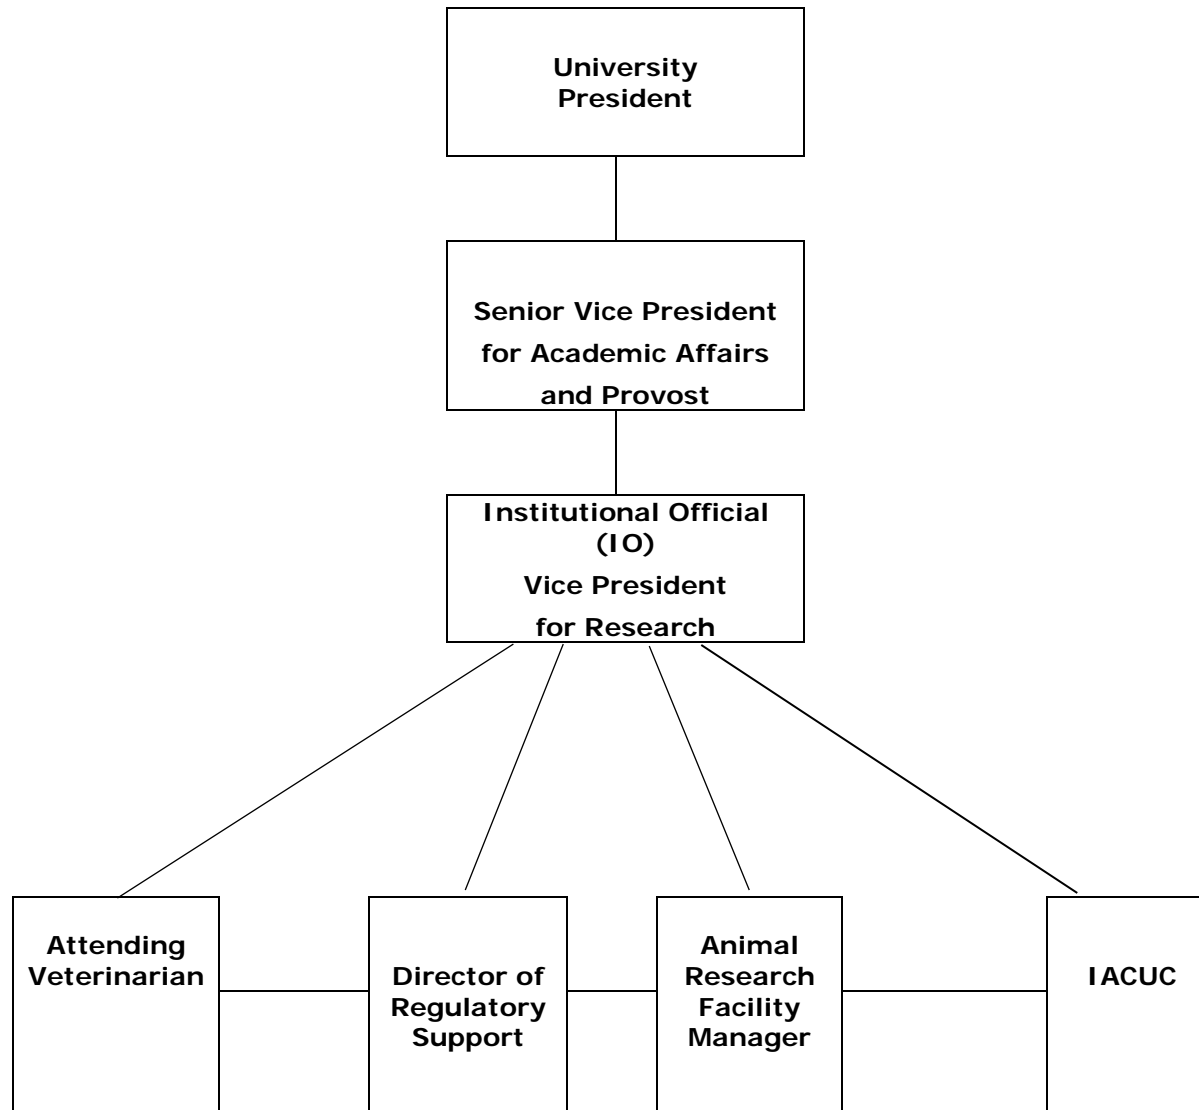 University
President
Senior Vice President
for Academic Affairs
and Provost
Institutional Official
(IO)
Vice President
for Research
Attending
Veterinarian
Director of
Regulatory
Support
Animal
Research
Facility
Manager
IACUC